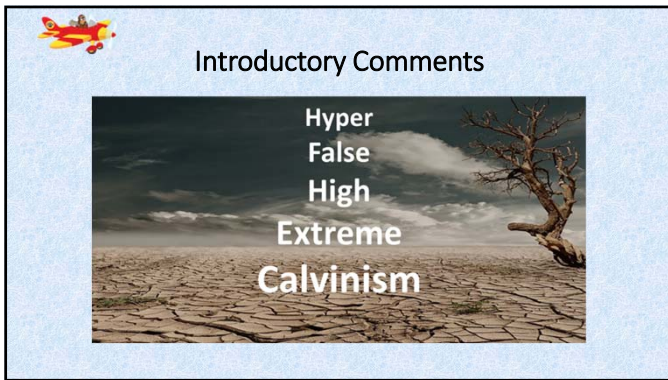 Introductory Comments
Hyper
False
High
Extreme
Calvinism